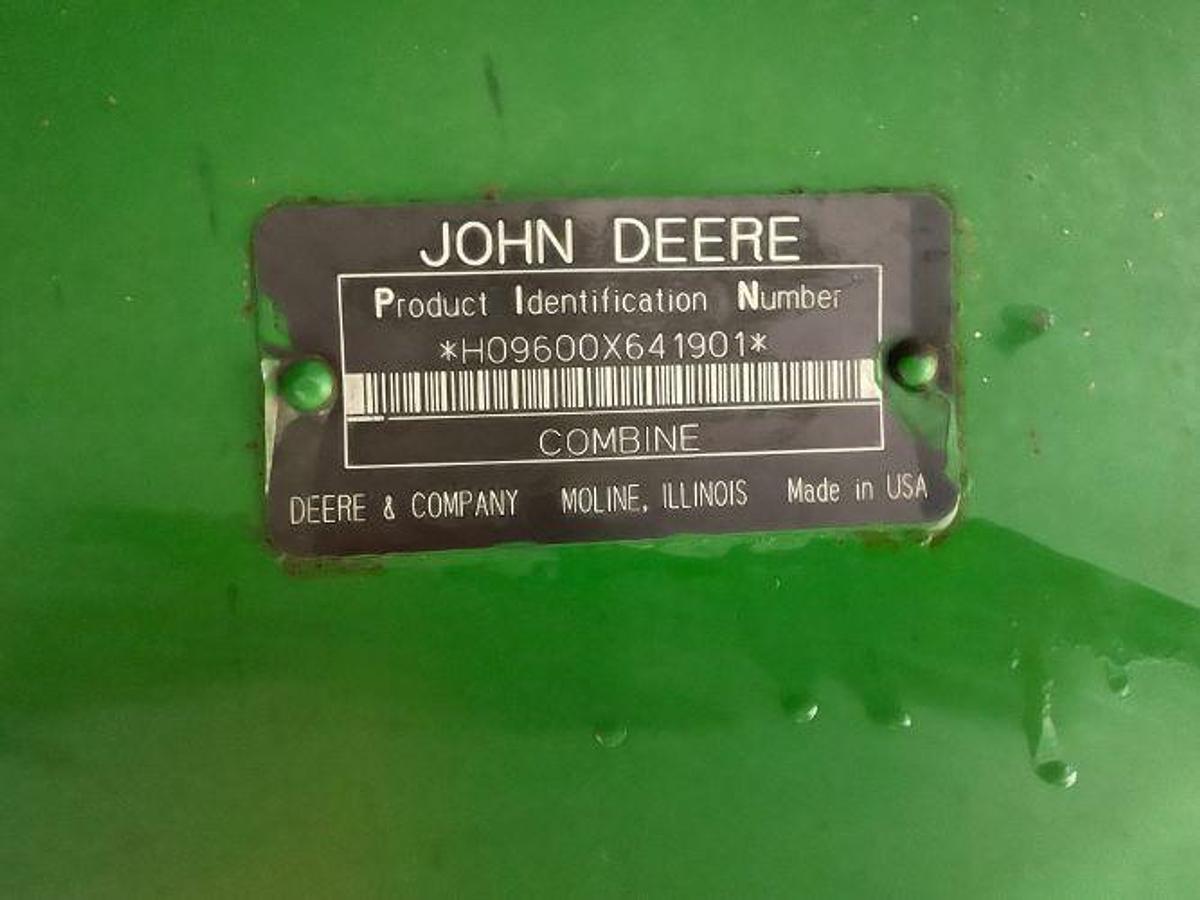 JOHN DEERE
Product Identification Number
*H09600X641901*
COMBINE
DEERE & COMPANY MOLINE, ILLINOIS Made in USA